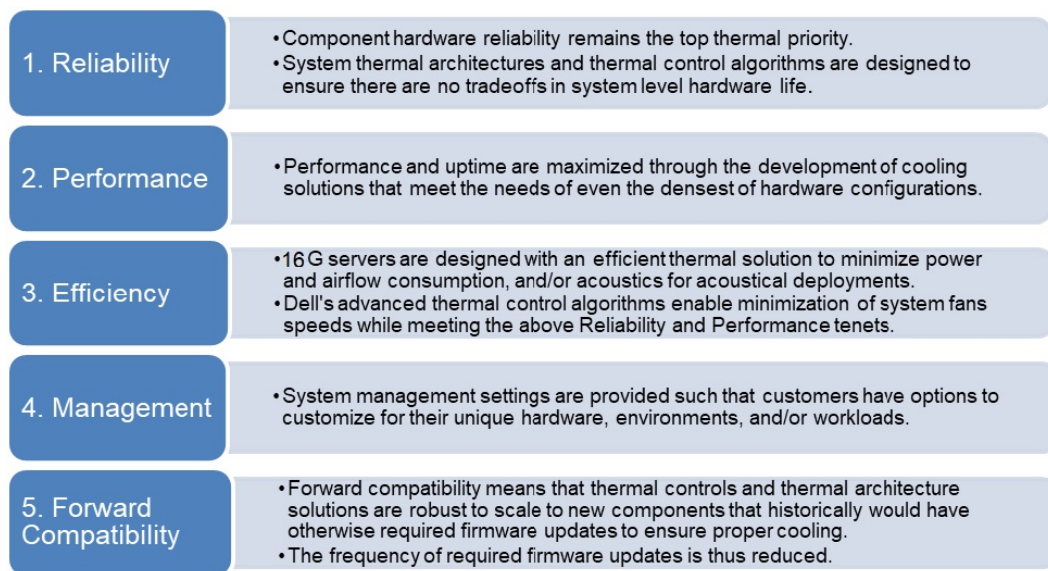 1. Reliability
•Component hardware reliability remains the top thermal priority.
•System thermal architectures and thermal control algorithms are designed to
ensure there are no tradeoffs in system level hardware life.
2. Performance
•Performance and uptime are maximized through the development of cooling
solutions that meet the needs of even the densest of hardware configurations.
3. Efficiency
•16G servers are designed with an efficient thermal solution to minimize power
and airflow consumption, and/or acoustics for acoustical deployments.
•Dell's advanced thermal control algorithms enable minimization of system fans
speeds while meeting the above Reliability and Performance tenets.
4. Management
•System management settings are provided such that customers have options to
customize for their unique hardware, environments, and/or workloads.
5. Forward
Compatibility
•Forward compatibility means that thermal controls and thermal architecture
solutions are robust to scale to new components that historically would have
otherwise required firmware updates to ensure proper cooling.
•The frequency of required firmware updates is thus reduced.